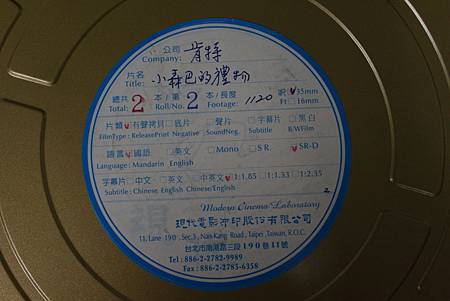 公司 肯特
Company:
片名 小森巴的禮物
Title:
總共 2 本/第 2 本/長度 1120 呎 ☑35mm
Total: Roll/No. Footage: Ft: □16mm
片類 ☑有聲拷貝 □底片 □聲片 □字幕片 □黑白
FilmType: ReleasePrint Negative SoundNeg. Subtitle B/WFilm
語言 ☑國語 □英文 □Mono □SR ☑SR-D
Language: Mandarin English
字幕片: □中文 □英文 □中英文 ☑1:1.85 □1:1.33 □1:2.35
Subtitle: Chinese English Chinese/English
Modern Cinema Laboratory
現代電影沖印股份有限公司
11, Lane 190, Sec.3, Nan-Kang Road, Taipei, Taiwan, R.O.C.
台北市南港路三段190巷11號
Tel: 886-2-2782-9989
Fax: 886-2-2785-6358